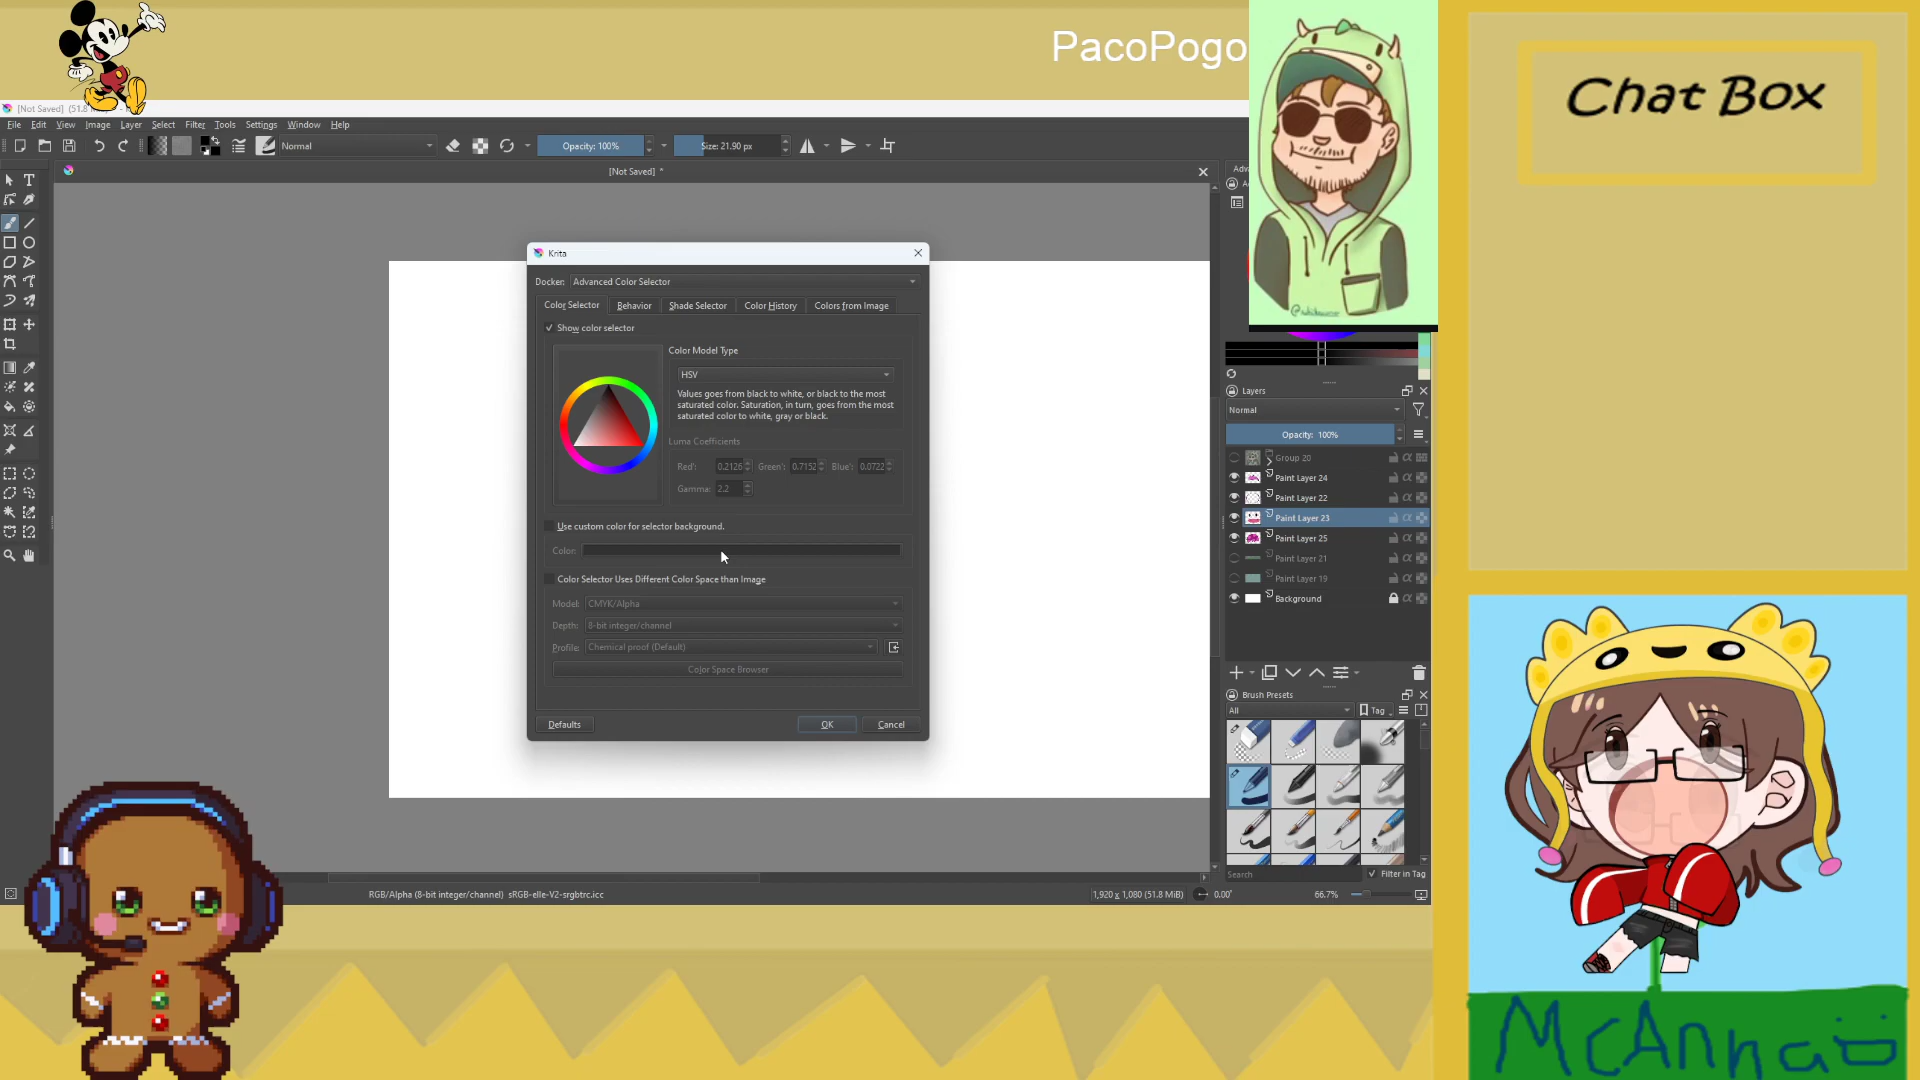 PacoPogo
Chat Box
[Not Saved] (51.8
File Edit View Image Layer Select Filter Tools Settings Window Help
Normal
Opacity: 100%
Size: 21.90 px
[Not Saved] *
Krita
Docker: Advanced Color Selector
Color Selector Behavior Shade Selector Color History Colors from Image
Show color selector
Color Model Type
HSV
Values goes from black to white, or black to the most
saturated color. Saturation, in turn, goes from the most
saturated color to white, gray or black.
Luma Coefficients
Red': 0.2126 Green': 0.7152 Blue': 0.0722
Gamma: 2.2
Use custom color for selector background.
Color:
Color Selector Uses Different Color Space than Image
Model: CMYK/Alpha
Depth: 8-bit integer/channel
Profile: Chemical proof (Default)
Color Space Browser
Defaults OK Cancel
Layers
Normal
Opacity: 100%
Group 20
Paint Layer 24
Paint Layer 22
Paint Layer 23
Paint Layer 25
Paint Layer 21
Paint Layer 19
Background
Brush Presets
All Tag
Search Filter in Tag
RGB/Alpha (8-bit integer/channel) sRGB-elle-V2-srgbtrc.icc
1,920 x 1,080 (51.8 MiB) 0.00° 66.7%
McAnna